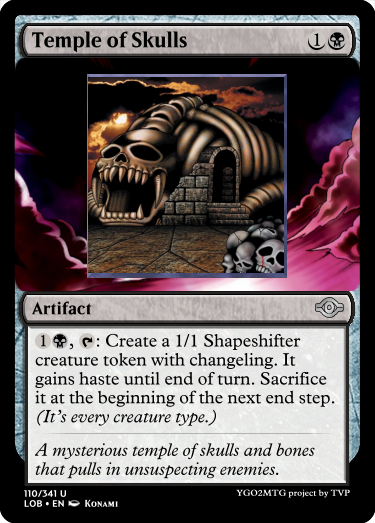 Temple of Skulls 1
Artifact
1 , : Create a 1/1 Shapeshifter
creature token with changeling. It
gains haste until end of turn. Sacrifice
it at the beginning of the next end step.
(It's every creature type.)
A mysterious temple of skulls and bones
that pulls in unsuspecting enemies.
110/341 U
LOB • EN Konami
YGO2MTG project by TVP